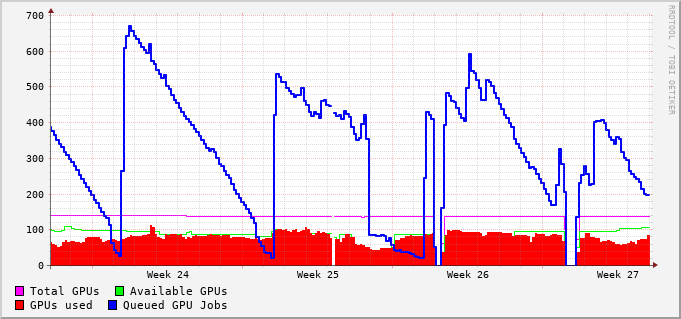 700
600
500
400
300
200
100
0
Week 24 Week 25 Week 26 Week 27
Total GPUs Available GPUs
GPUs used Queued GPU Jobs
RRDTOOL / TOBI OETIKER